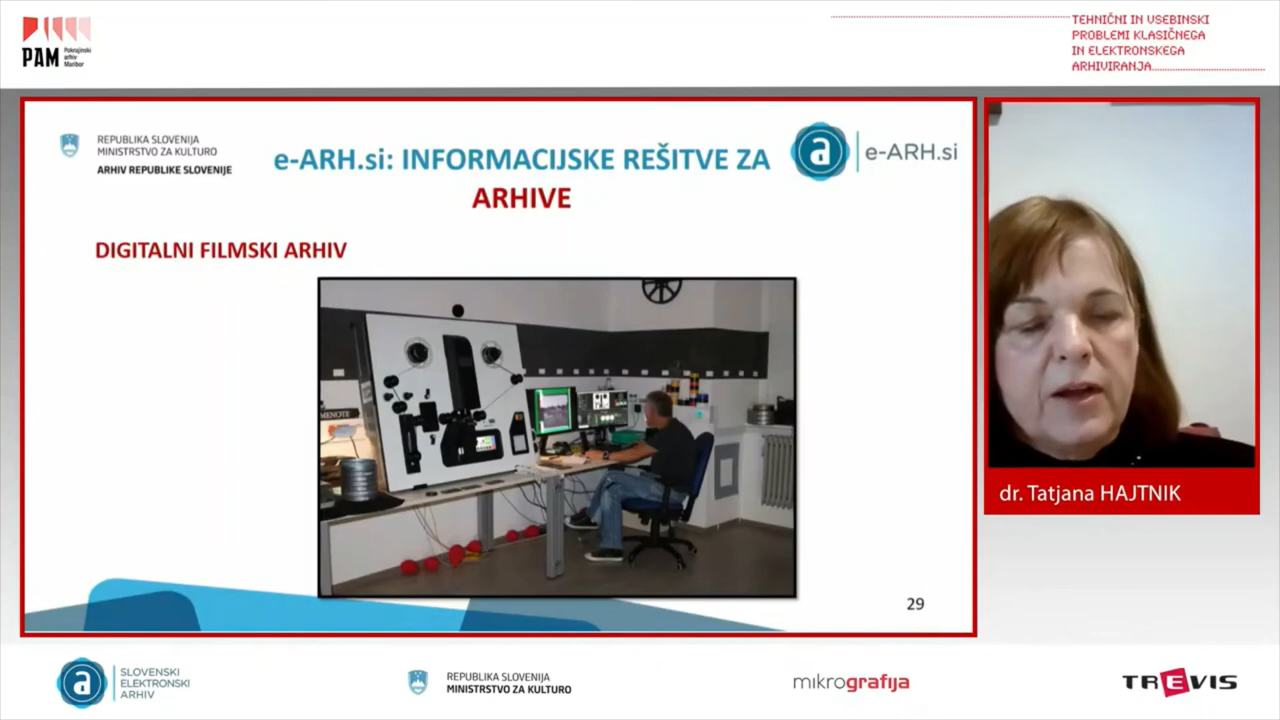 PAM Pokrajinski
arhiv
Maribor
TEHNIČNI IN VSEBINSKI
PROBLEMI KLASIČNEGA
IN ELEKTRONSKEGA
ARHIVIRANJA
REPUBLIKA SLOVENIJA
MINISTRSTVO ZA KULTURO
ARHIV REPUBLIKE SLOVENIJE
e-ARH.si: INFORMACIJSKE REŠITVE ZA
ARHIVE
a e-ARH.si
DIGITALNI FILMSKI ARHIV
MENOTE
29
dr. Tatjana HAJTNIK
a SLOVENSKI
ELEKTRONSKI
ARHIV
REPUBLIKA SLOVENIJA
MINISTRSTVO ZA KULTURO
mikrografija
TREVIS